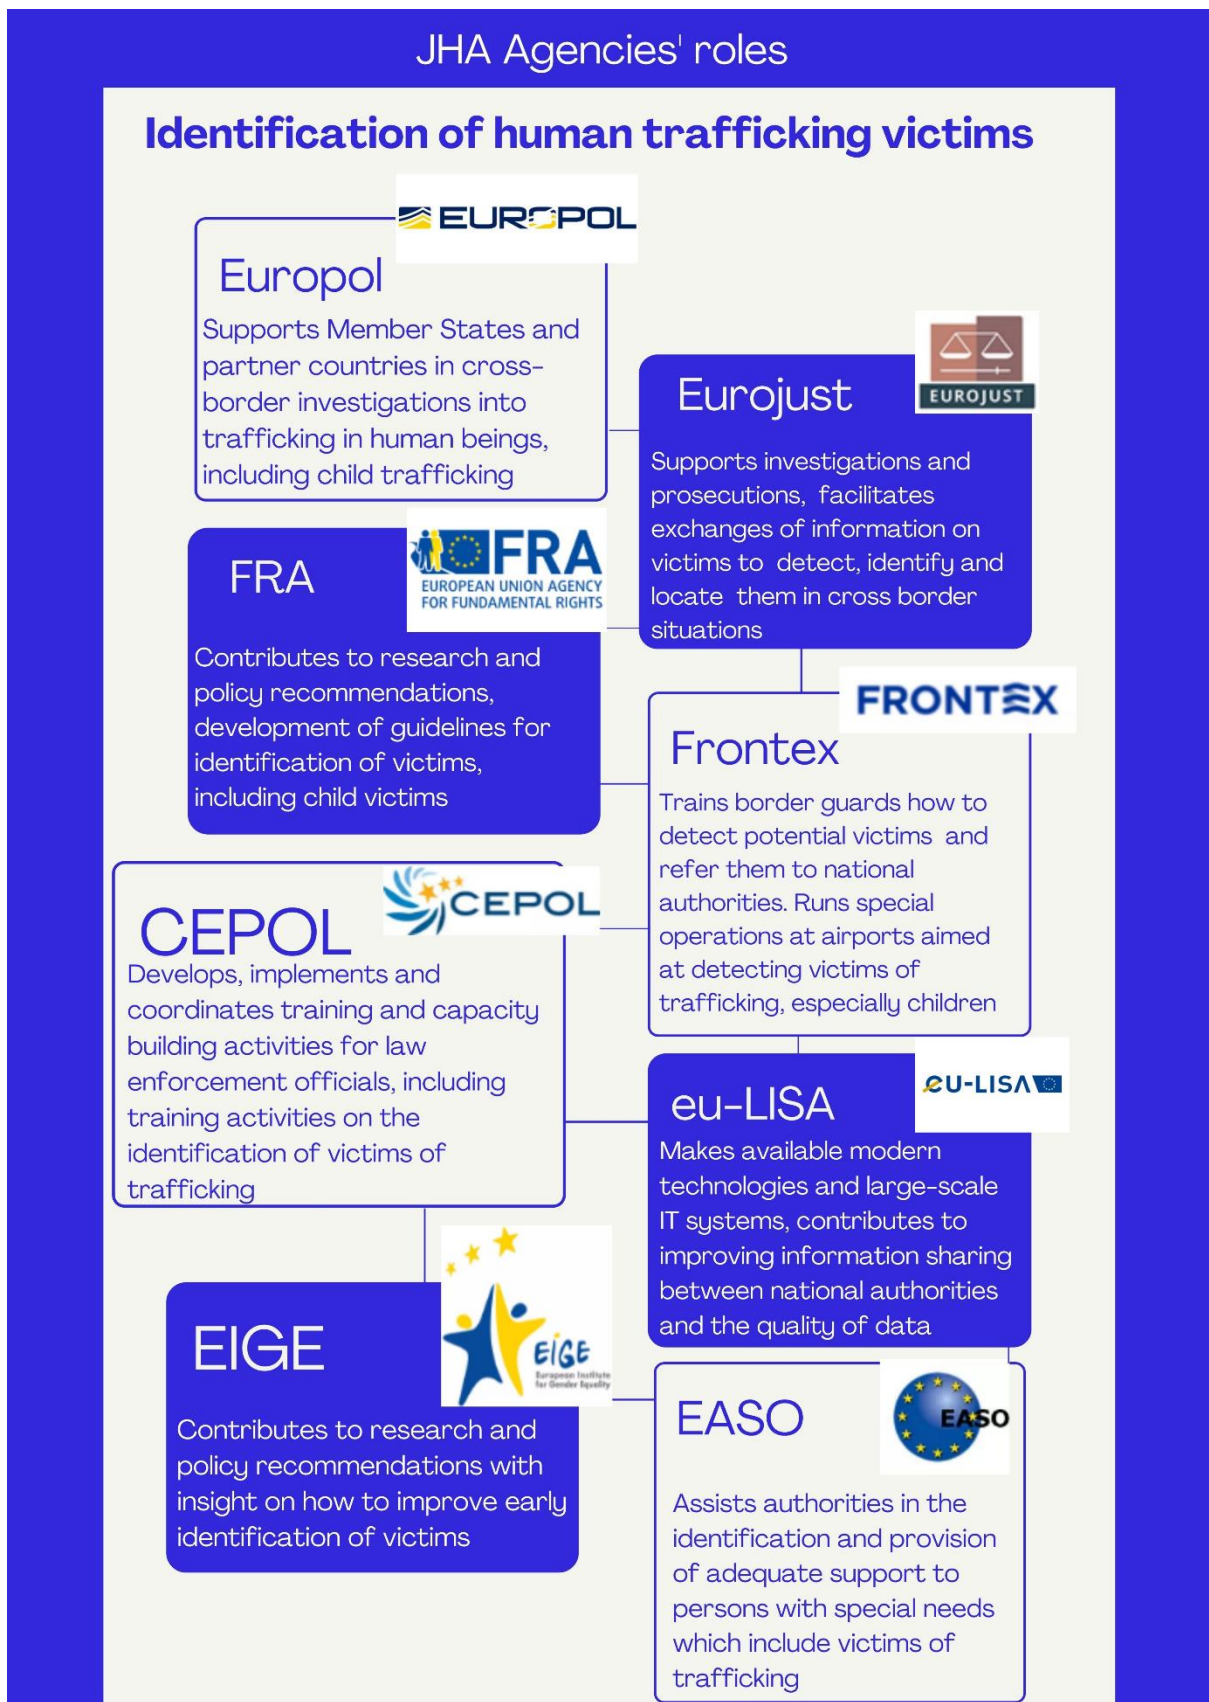 JHA Agencies' roles
Identification of human trafficking victims
EUROPOL
Europol
Supports Member States and
partner countries in cross-
border investigations into
trafficking in human beings,
including child trafficking
EUROJUST
Eurojust
Supports investigations and
prosecutions, facilitates
exchanges of information on
victims to detect, identify and
locate them in cross border
situations
FRA
EUROPEAN UNION AGENCY
FOR FUNDAMENTAL RIGHTS
FRA
Contributes to research and
policy recommendations,
development of guidelines for
identification of victims,
including child victims
FRONTEX
Frontex
Trains border guards how to
detect potential victims and
refer them to national
authorities. Runs special
operations at airports aimed
at detecting victims of
trafficking, especially children
CEPOL
CEPOL
Develops, implements and
coordinates training and capacity
building activities for law
enforcement officials, including
training activities on the
identification of victims of
trafficking
eu-LISA
eu-LISA
Makes available modern
technologies and large-scale
IT systems, contributes to
improving information sharing
between national authorities
and the quality of data
EIGE
European Institute
for Gender Equality
EIGE
Contributes to research and
policy recommendations with
insight on how to improve early
identification of victims
EASO
EASO
Assists authorities in the
identification and provision
of adequate support to
persons with special needs
which include victims of
trafficking